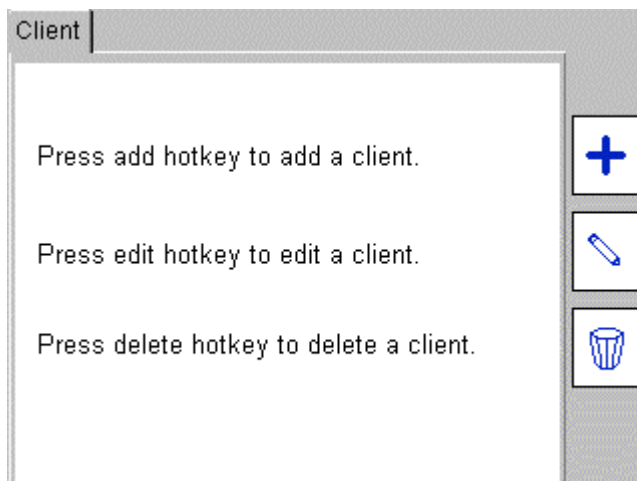 Client
Press add hotkey to add a client.
Press edit hotkey to edit a client.
Press delete hotkey to delete a client.